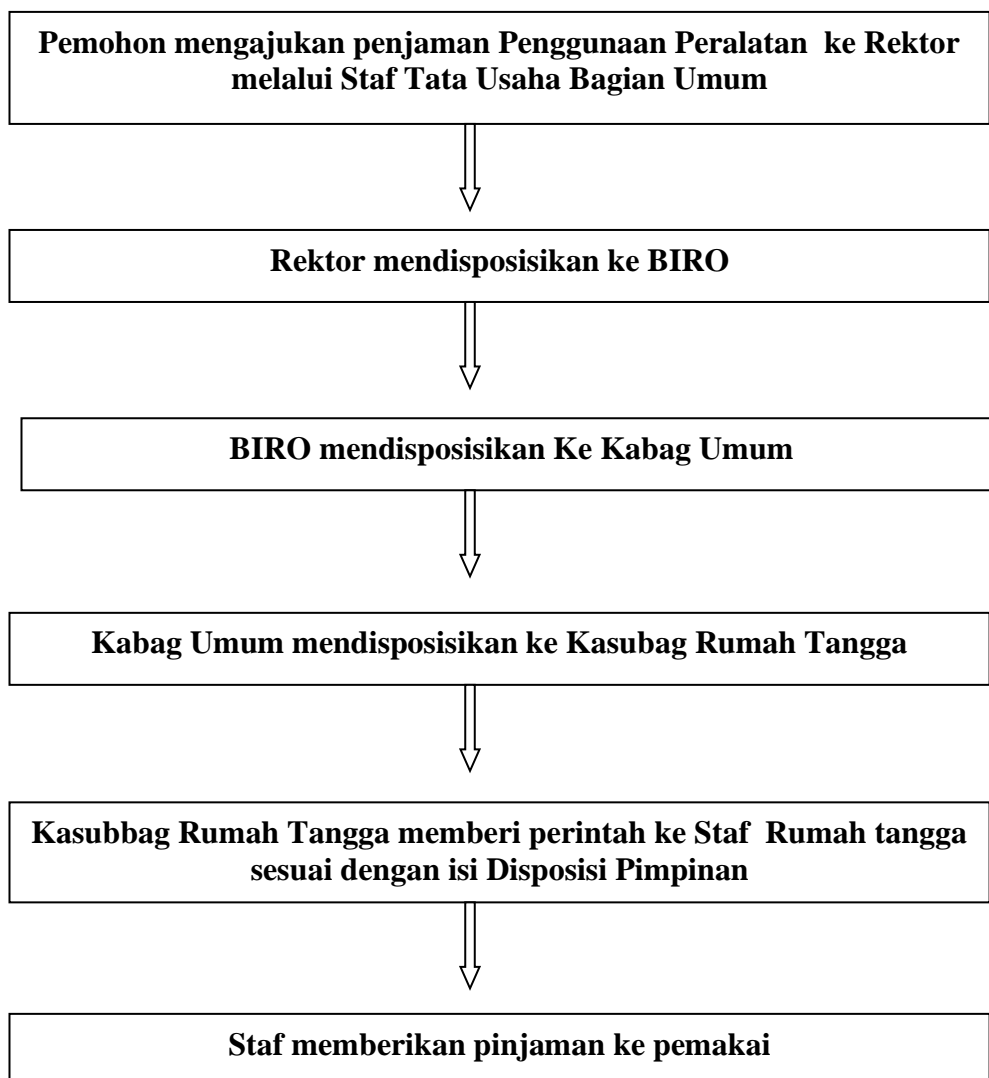 Pemohon mengajukan penjaman Penggunaan Peralatan ke Rektor
melalui Staf Tata Usaha Bagian Umum
Rektor mendisposisikan ke BIRO
BIRO mendisposisikan Ke Kabag Umum
Kabag Umum mendisposisikan ke Kasubag Rumah Tangga
Kasubbag Rumah Tangga memberi perintah ke Staf Rumah tangga
sesuai dengan isi Disposisi Pimpinan
Staf memberikan pinjaman ke pemakai